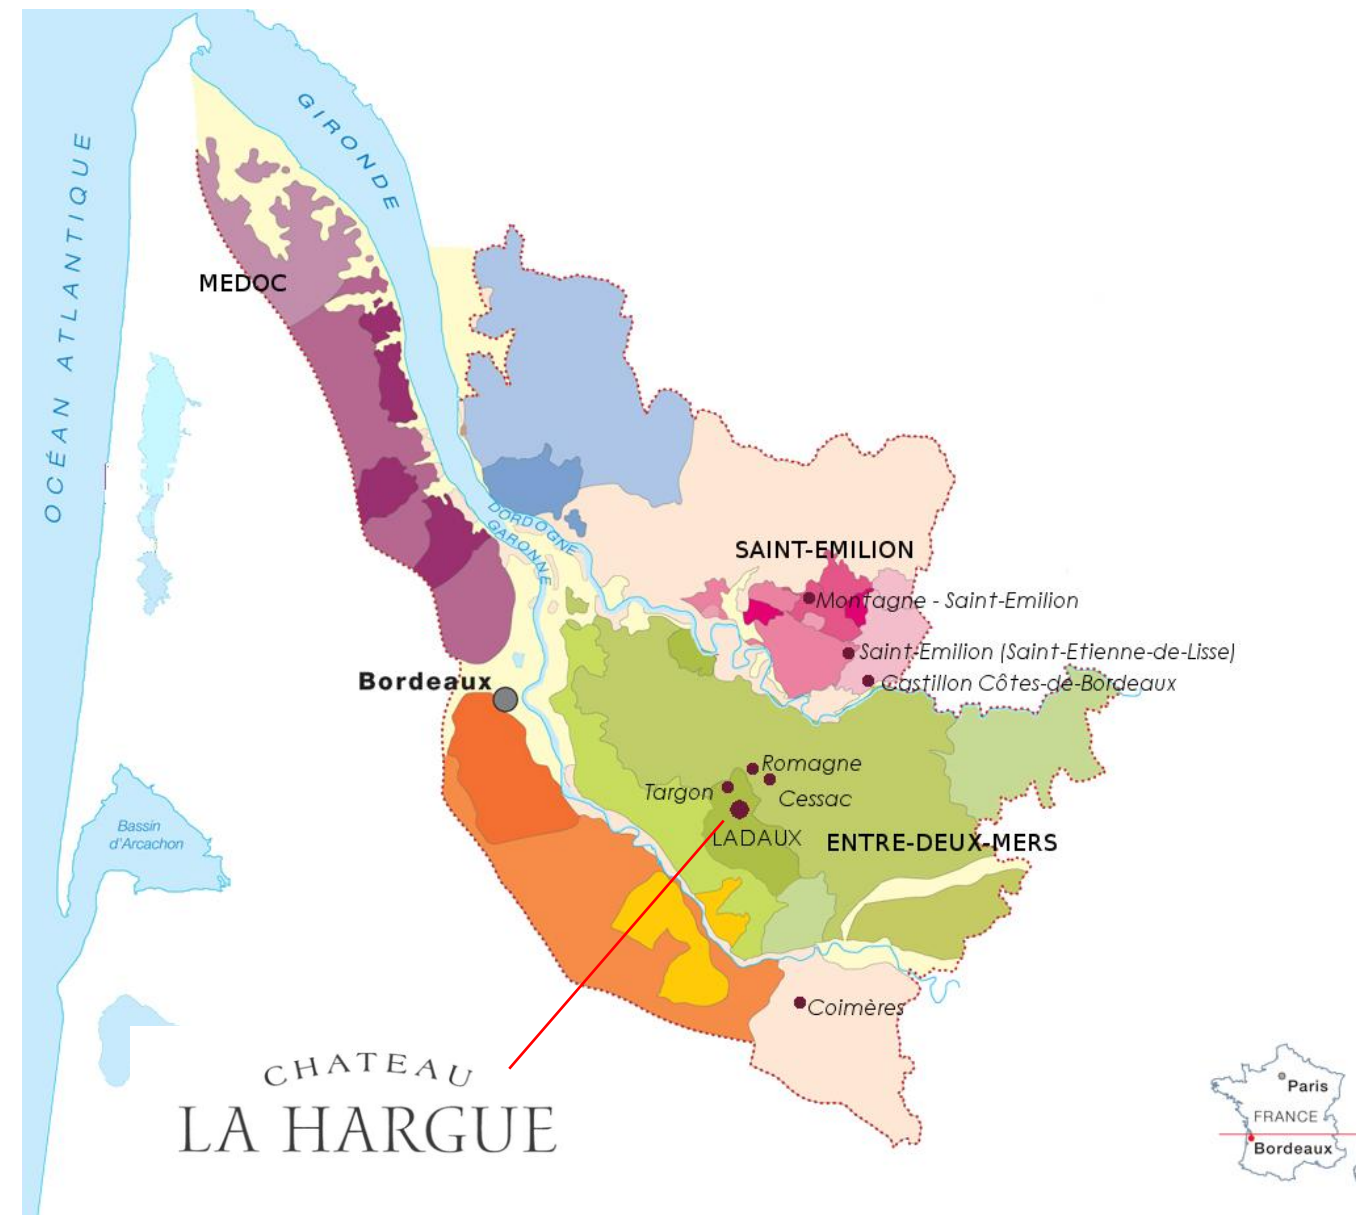 OCÉAN ATLANTIQUE
GIRONDE
MEDOC
DORDOGNE
GARONNE
SAINT-EMILION
Montagne - Saint-Emilion
Saint-Emilion (Saint-Etienne-de-Lisse)
Castillon Côtes-de-Bordeaux
Bordeaux
Romagne
Targon
Cessac
LADAUX
ENTRE-DEUX-MERS
Bassin
d'Arcachon
Coimères
CHATEAU
LA HARGUE
Paris
FRANCE
Bordeaux